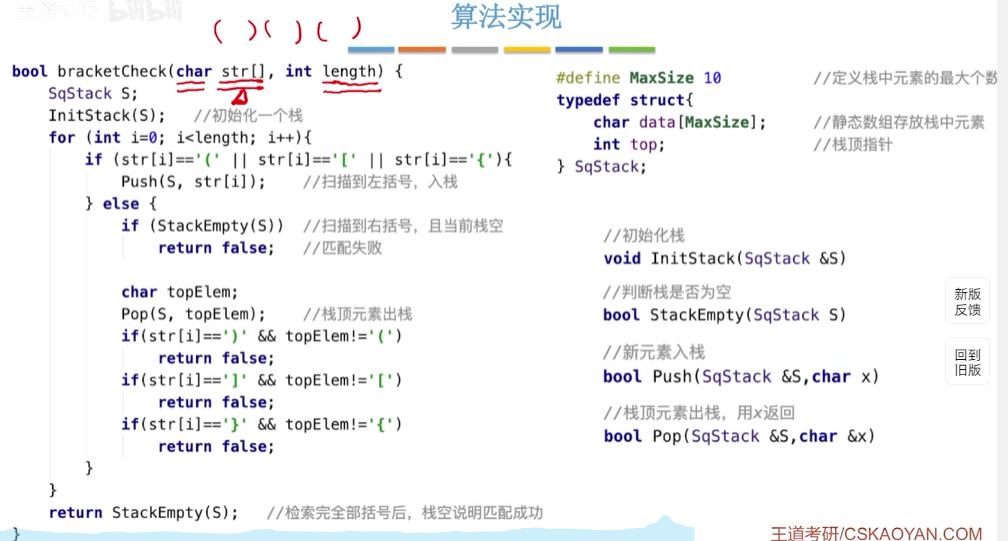 王道考研 bilibili
算法实现
( ) ( ) ( )
bool bracketCheck(char str[], int length) {
SqStack S;
InitStack(S); //初始化一个栈
for (int i=0; i<length; i++){
if (str[i]=='(' || str[i]=='[' || str[i]=='{'){
Push(S, str[i]); //扫描到左括号，入栈
} else {
if (StackEmpty(S)) //扫描到右括号，且当前栈空
return false; //匹配失败
char topElem;
Pop(S, topElem); //栈顶元素出栈
if(str[i]==')' && topElem!='(')
return false;
if(str[i]==']' && topElem!='[')
return false;
if(str[i]=='}' && topElem!='{')
return false;
}
}
return StackEmpty(S); //检索完全部括号后，栈空说明匹配成功
}
#define MaxSize 10 //定义栈中元素的最大个数
typedef struct{
char data[MaxSize]; //静态数组存放栈中元素
int top; //栈顶指针
} SqStack;
//初始化栈
void InitStack(SqStack &S)
//判断栈是否为空
bool StackEmpty(SqStack S)
//新元素入栈
bool Push(SqStack &S,char x)
//栈顶元素出栈，用x返回
bool Pop(SqStack &S,char &x)
新版
反馈
回到
旧版
王道考研/CSKAOYAN.COM